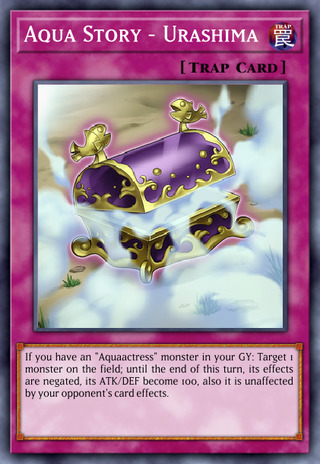 Aqua Story - Urashima
TRAP
罠
[Trap Card]
If you have an "Aquaactress" monster in your GY: Target 1
monster on the field; until the end of this turn, its effects
are negated, its ATK/DEF become 100, also it is unaffected
by your opponent's card effects.